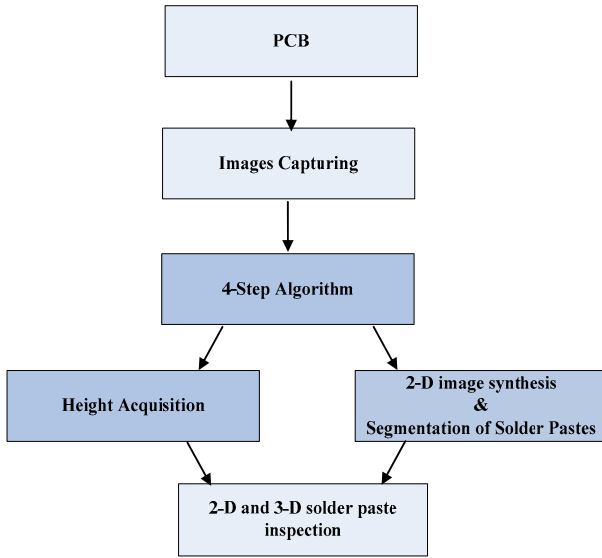 PCB
Images Capturing
4-Step Algorithm
Height Acquisition
2-D image synthesis
&
Segmentation of Solder Pastes
2-D and 3-D solder paste
inspection